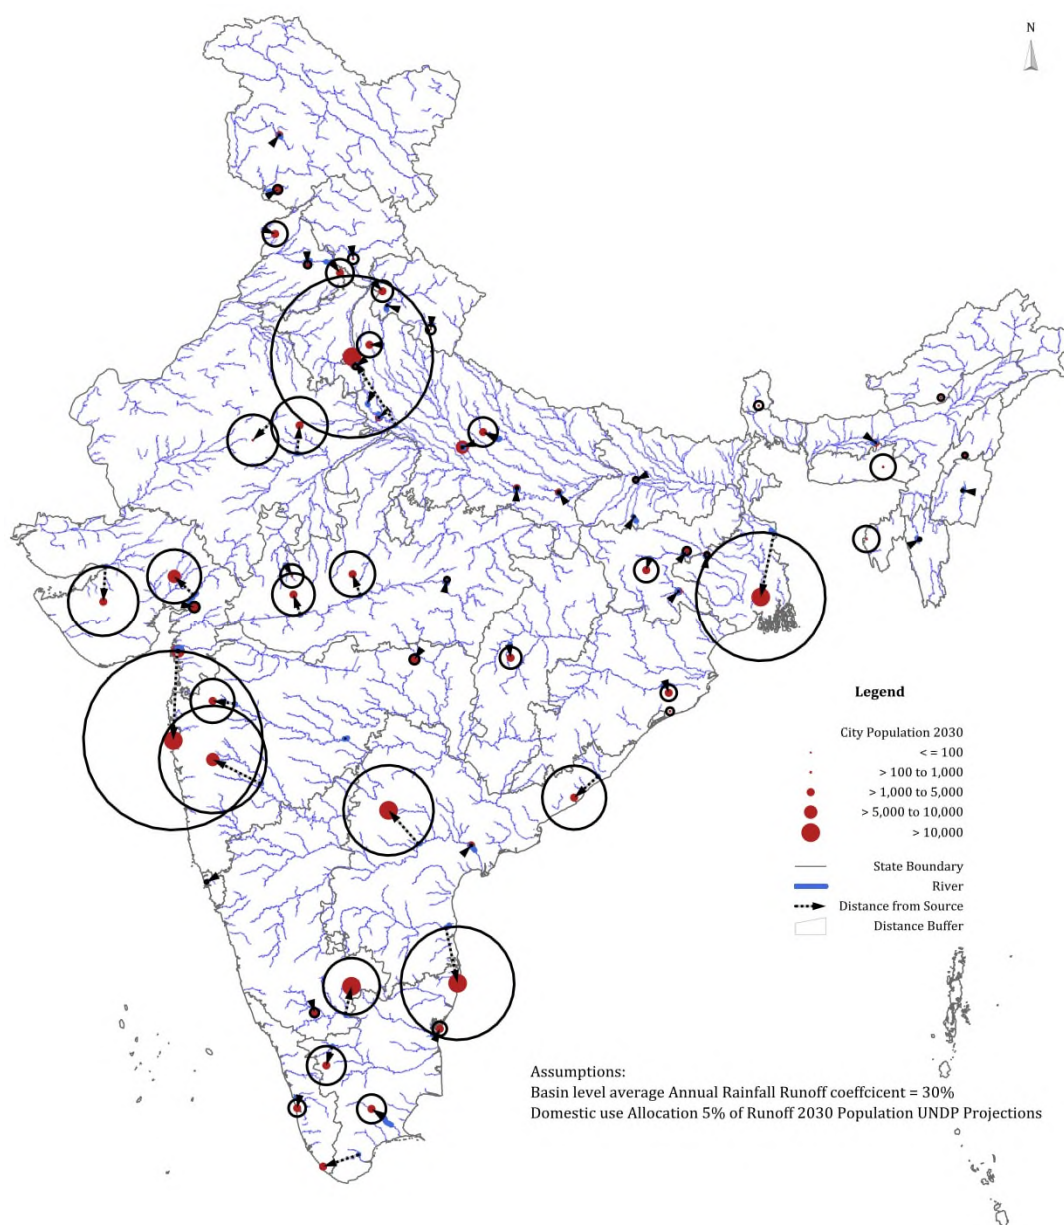 N
Legend
City Population 2030
< = 100
> 100 to 1,000
> 1,000 to 5,000
> 5,000 to 10,000
> 10,000
State Boundary
River
Distance from Source
Distance Buffer
Assumptions:
Basin level average Annual Rainfall Runoff coeffcicent = 30%
Domestic use Allocation 5% of Runoff 2030 Population UNDP Projections